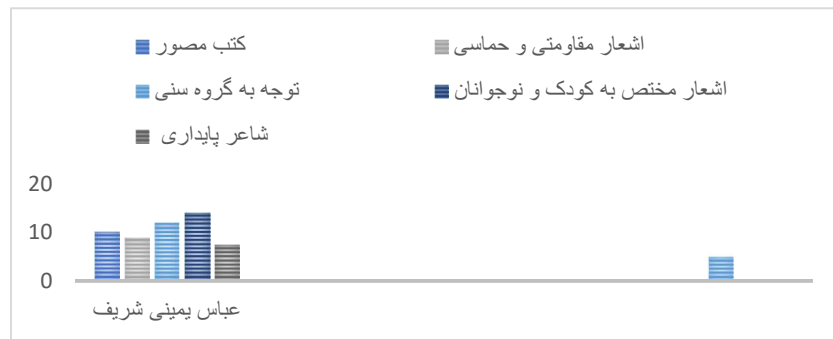 کتب مصور
اشعار مقاومتی و حماسی
توجه به گروه سنی
اشعار مختص به کودک و نوجوانان
شاعر پایداری
20
10
0
عباس یمینی شریف